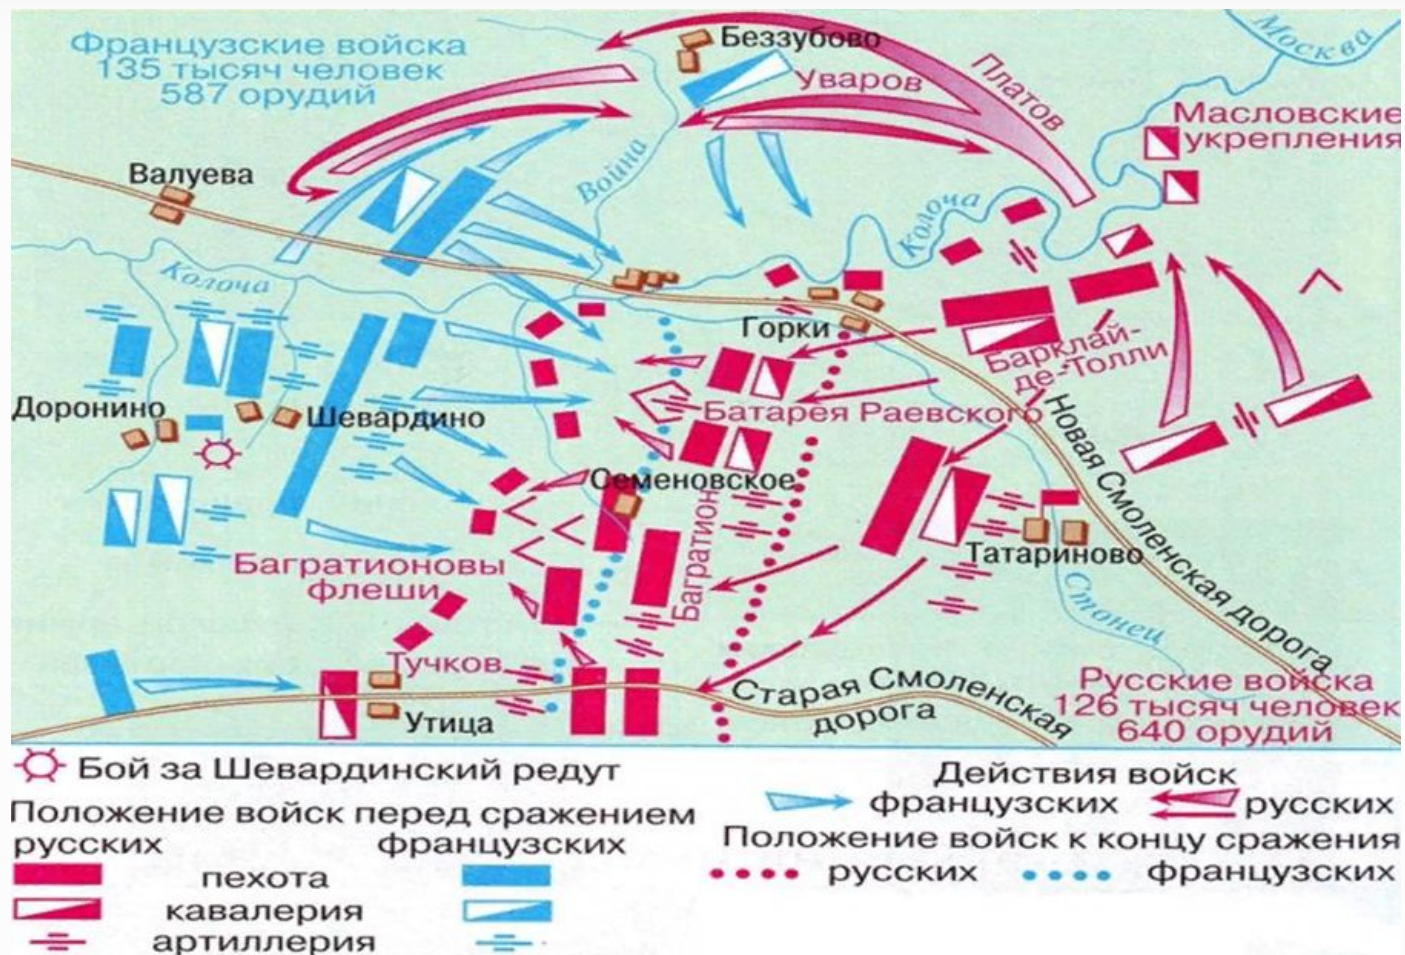 Французские войска
135 тысяч человек
587 орудий
Беззубово
Уваров
Платов
Москва
Масловские
укрепления
Валуева
Война
Колоча
Колоча
Горки
Барклай-
де-Толли
Доронино
Шевардино
Батарея Раевского
Новая Смоленская дорога
Семеновское
Багратион
Татариново
Багратионовы
флеши
Стонец
Тучков
Утица
Старая Смоленская
дорога
Русские войска
126 тысяч человек
640 орудий
Бой за Шевардинский редут
Положение войск перед сражением
русских
французских
пехота
кавалерия
артиллерия
Действия войск
французских
русских
Положение войск к концу сражения
русских
французских